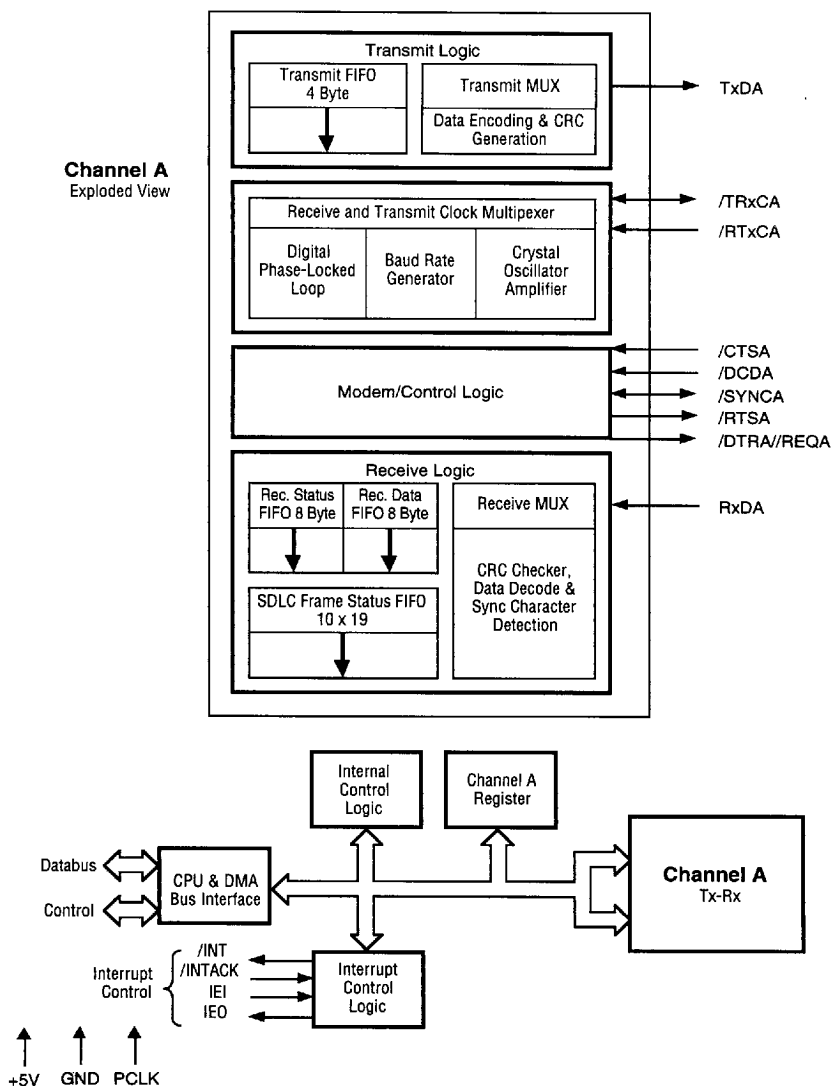 Transmit Logic
Transmit FIFO
4 Byte
Transmit MUX
Data Encoding & CRC
Generation
TxDA
Channel A
Exploded View
Receive and Transmit Clock Multipexer
Digital
Phase-Locked
Loop
Baud Rate
Generator
Crystal
Oscillator
Amplifier
/TRxCA
/RTxCA
Modem/Control Logic
/CTSA
/DCDA
/SYNCA
/RTSA
/DTRA//REQA
Receive Logic
Rec. Status
FIFO 8 Byte
Rec. Data
FIFO 8 Byte
Receive MUX
RxDA
CRC Checker,
Data Decode &
Sync Character
Detection
SDLC Frame Status FIFO
10 x 19
Internal
Control
Logic
Channel A
Register
Databus
Control
CPU & DMA
Bus Interface
Channel A
Tx-Rx
Interrupt
Control
/INT
/INTACK
IEI
IEO
Interrupt
Control
Logic
+5V GND PCLK